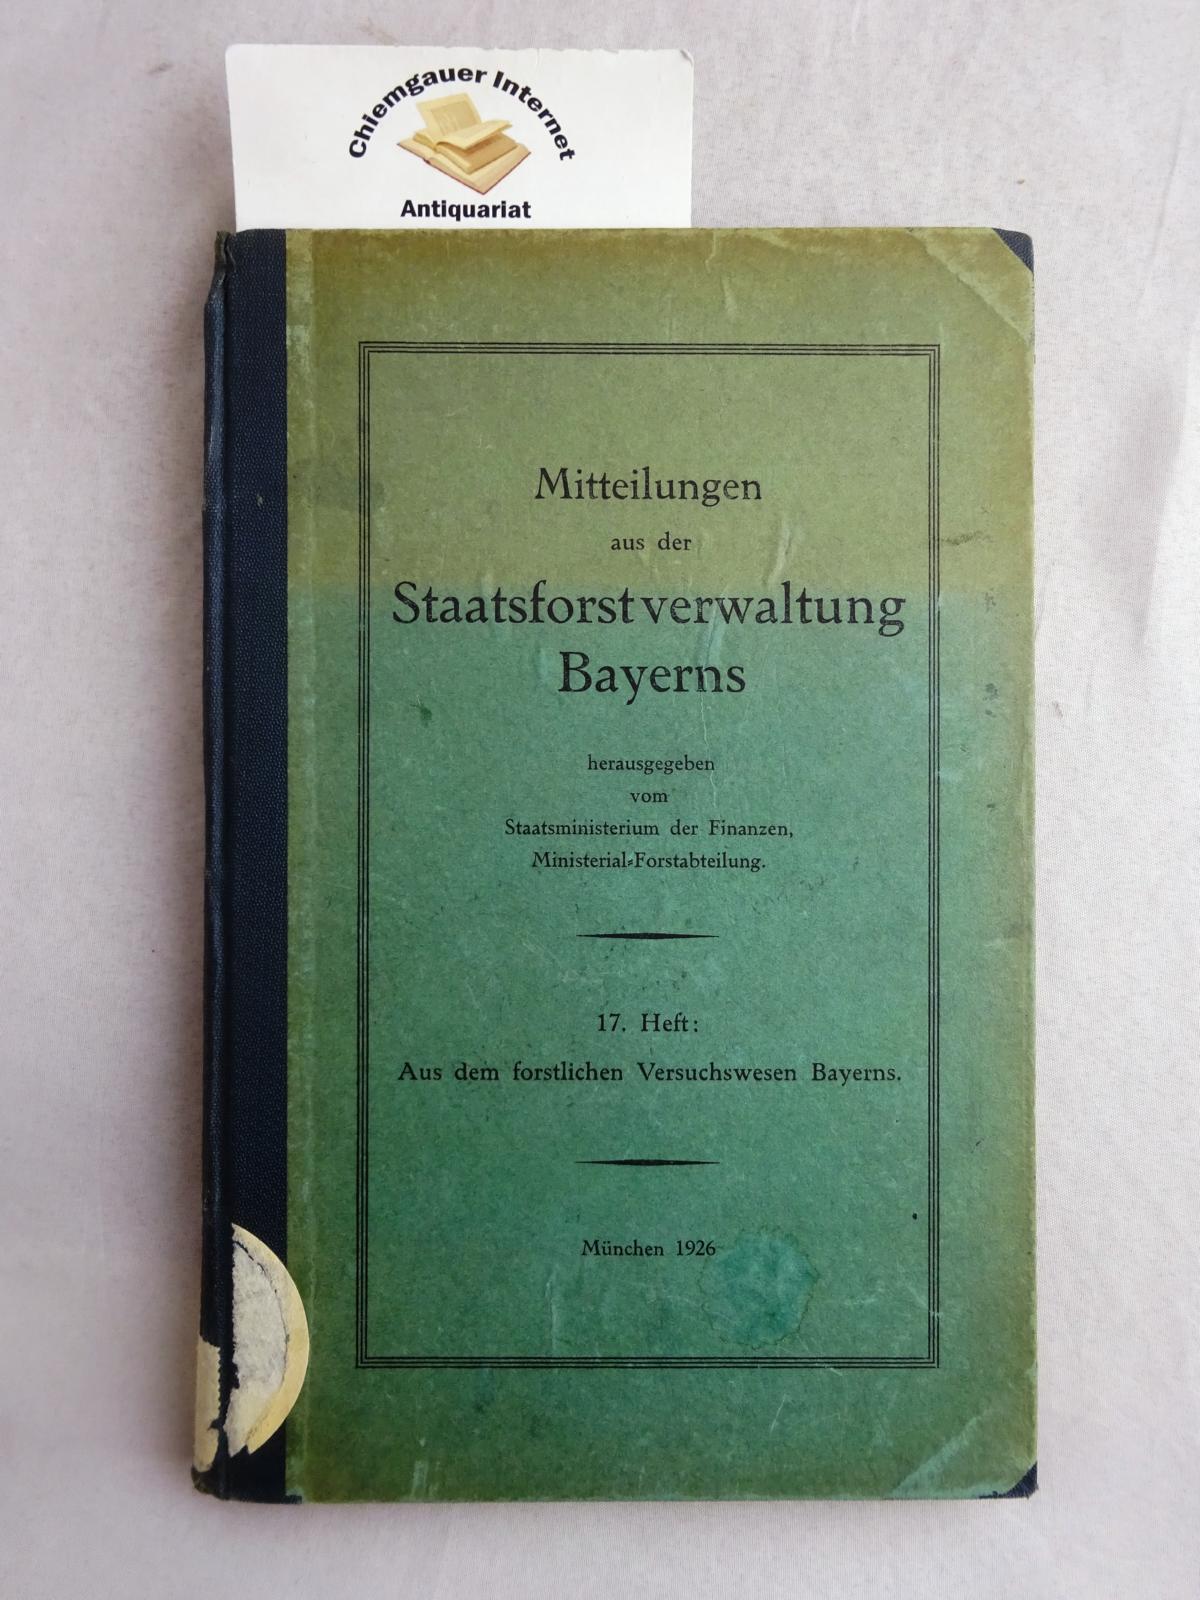 Chiemgauer Internet
Antiquariat
Mitteilungen
aus der
Staatsforstverwaltung
Bayerns
herausgegeben
vom
Staatsministerium der Finanzen,
Ministerial-Forstabteilung.
17. Heft:
Aus dem forstlichen Versuchswesen Bayerns.
München 1926